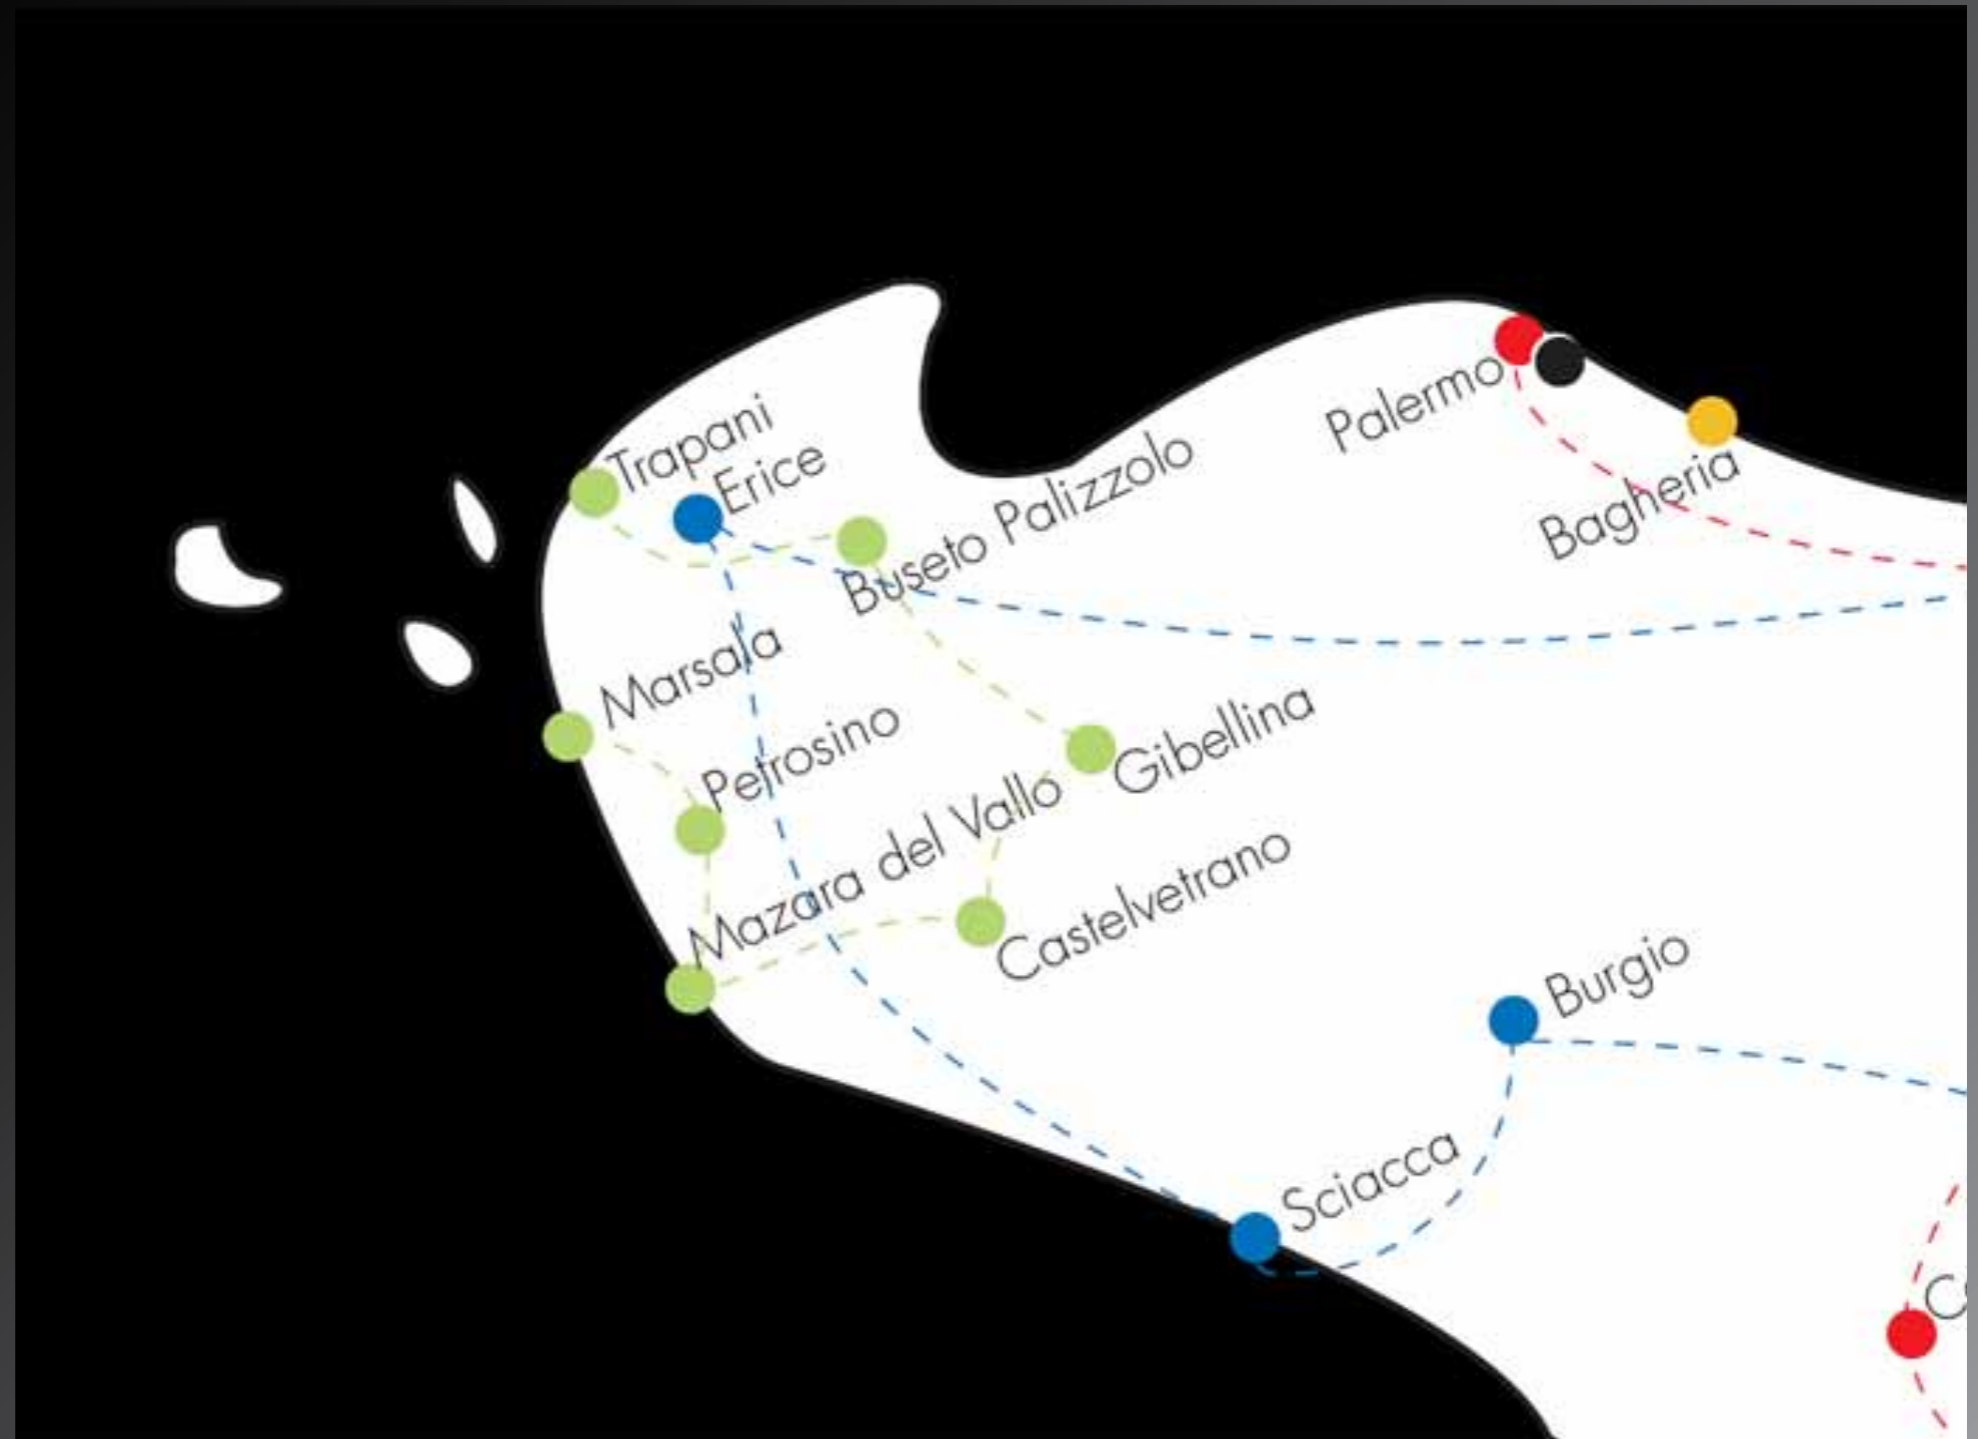 Trapani
Erice
Buseto Palizzolo
Palermo
Bagheria
Marsala
Petrosino
Gibellina
Mazara del Vallo
Castelvetrano
Burgio
Sciacca